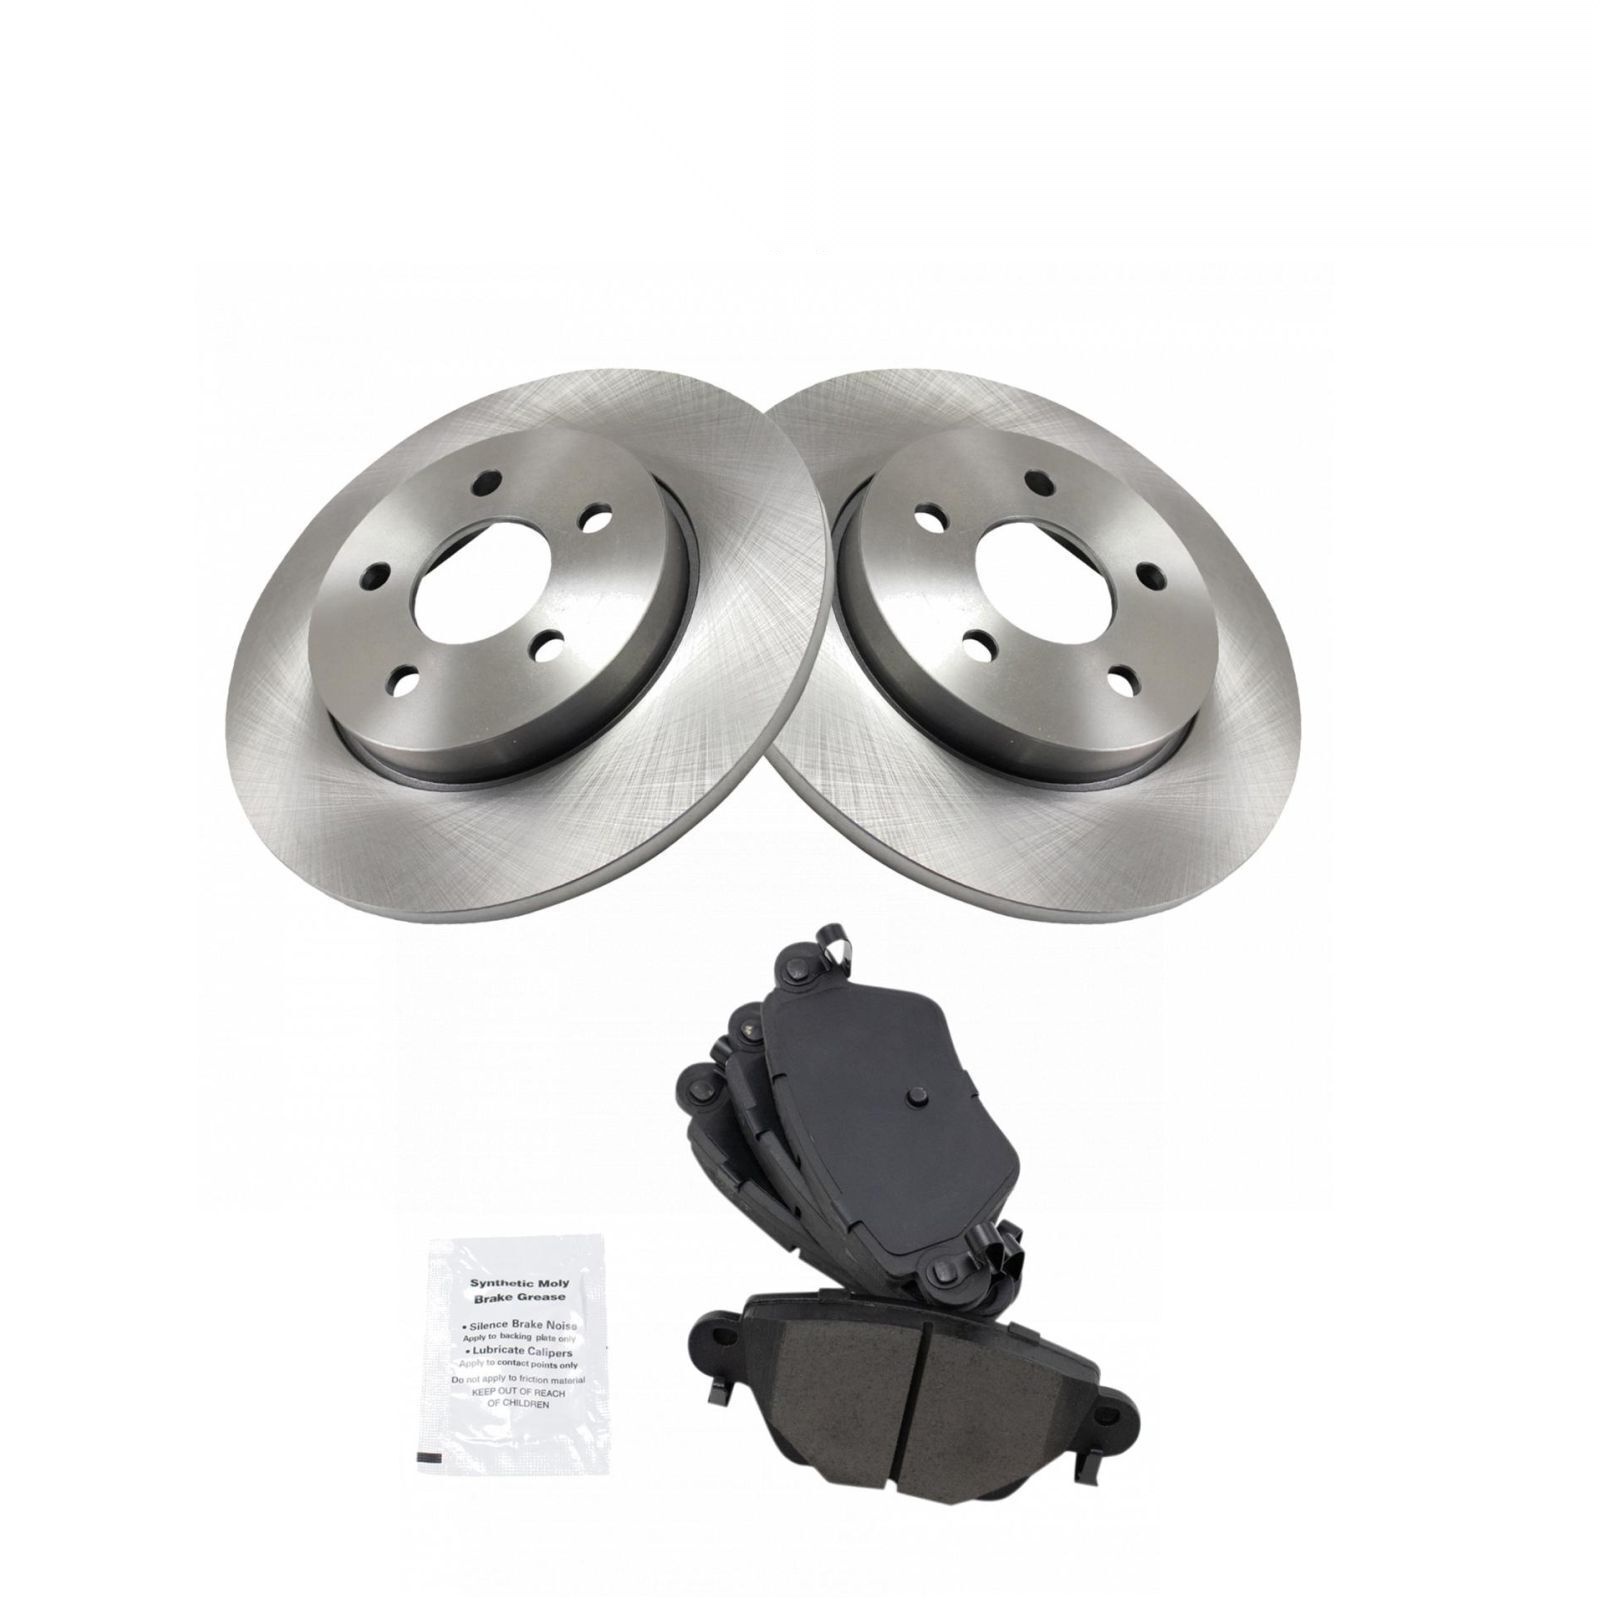 Synthetic Moly
Brake Grease
• Silence Brake Noise
Apply to backing plate only
• Lubricate Calipers
Apply to contact points only
Do not apply to friction material
KEEP OUT OF REACH
OF CHILDREN